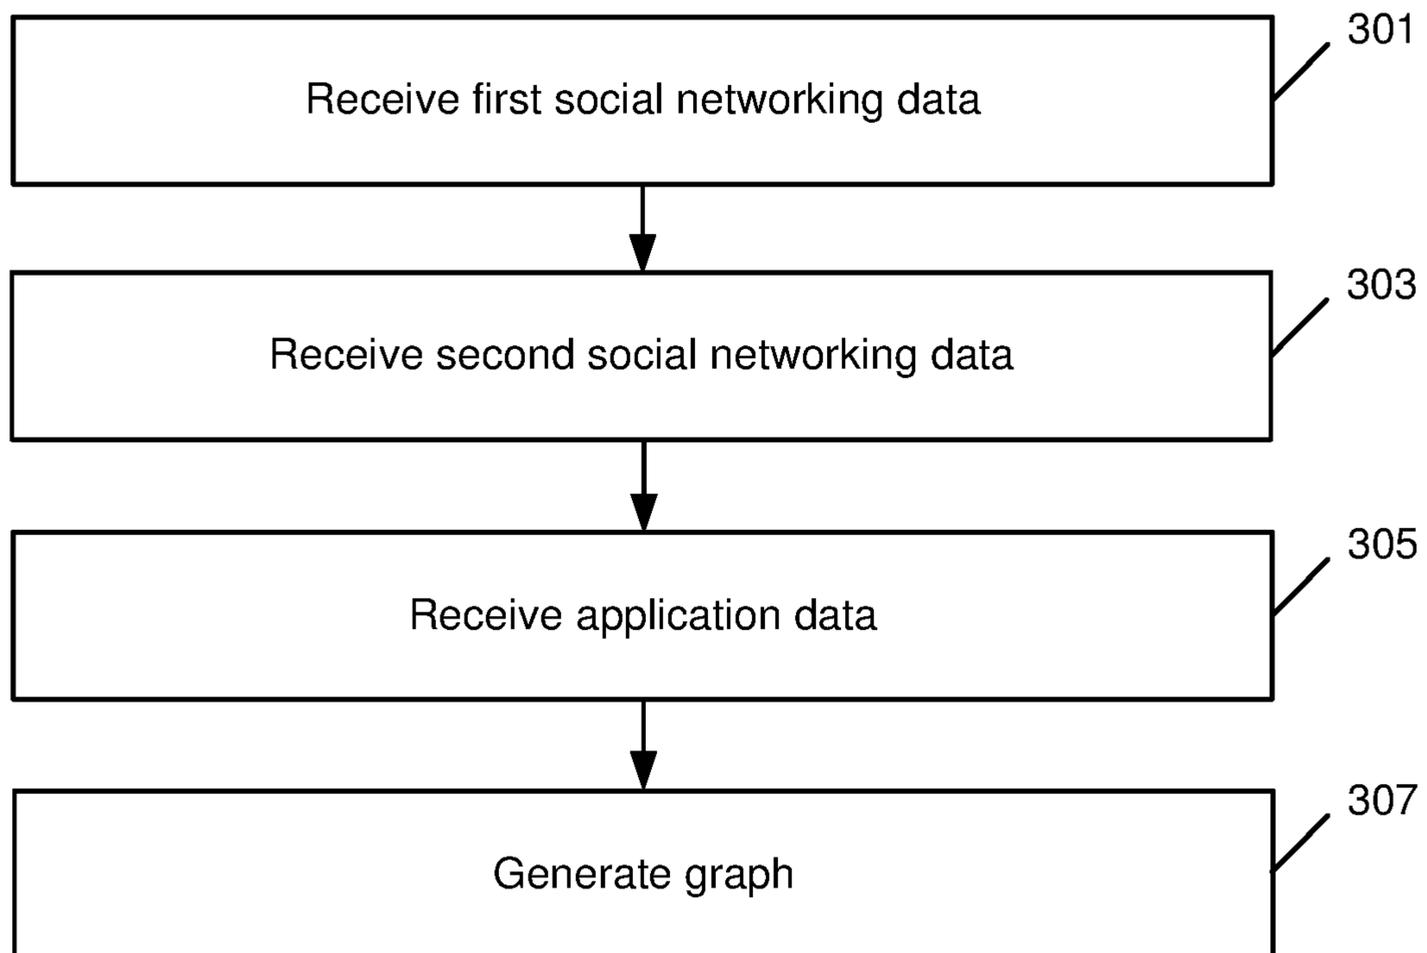 301
Receive first social networking data
303
Receive second social networking data
305
Receive application data
307
Generate graph